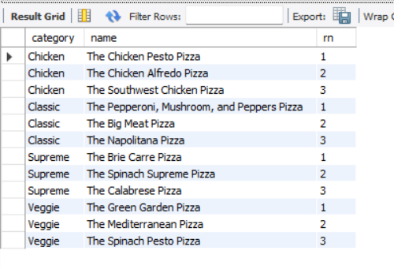 Result Grid Filter Rows: Export: Wrap
category name rn
Chicken The Chicken Pesto Pizza 1
Chicken The Chicken Alfredo Pizza 2
Chicken The Southwest Chicken Pizza 3
Classic The Pepperoni, Mushroom, and Peppers Pizza 1
Classic The Big Meat Pizza 2
Classic The Napolitana Pizza 3
Supreme The Brie Carre Pizza 1
Supreme The Spinach Supreme Pizza 2
Supreme The Calabrese Pizza 3
Veggie The Green Garden Pizza 1
Veggie The Mediterranean Pizza 2
Veggie The Spinach Pesto Pizza 3